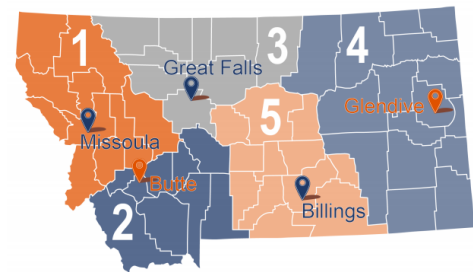 1
3
4
Great Falls
Glendive
5
Missoula
Butte
2
Billings